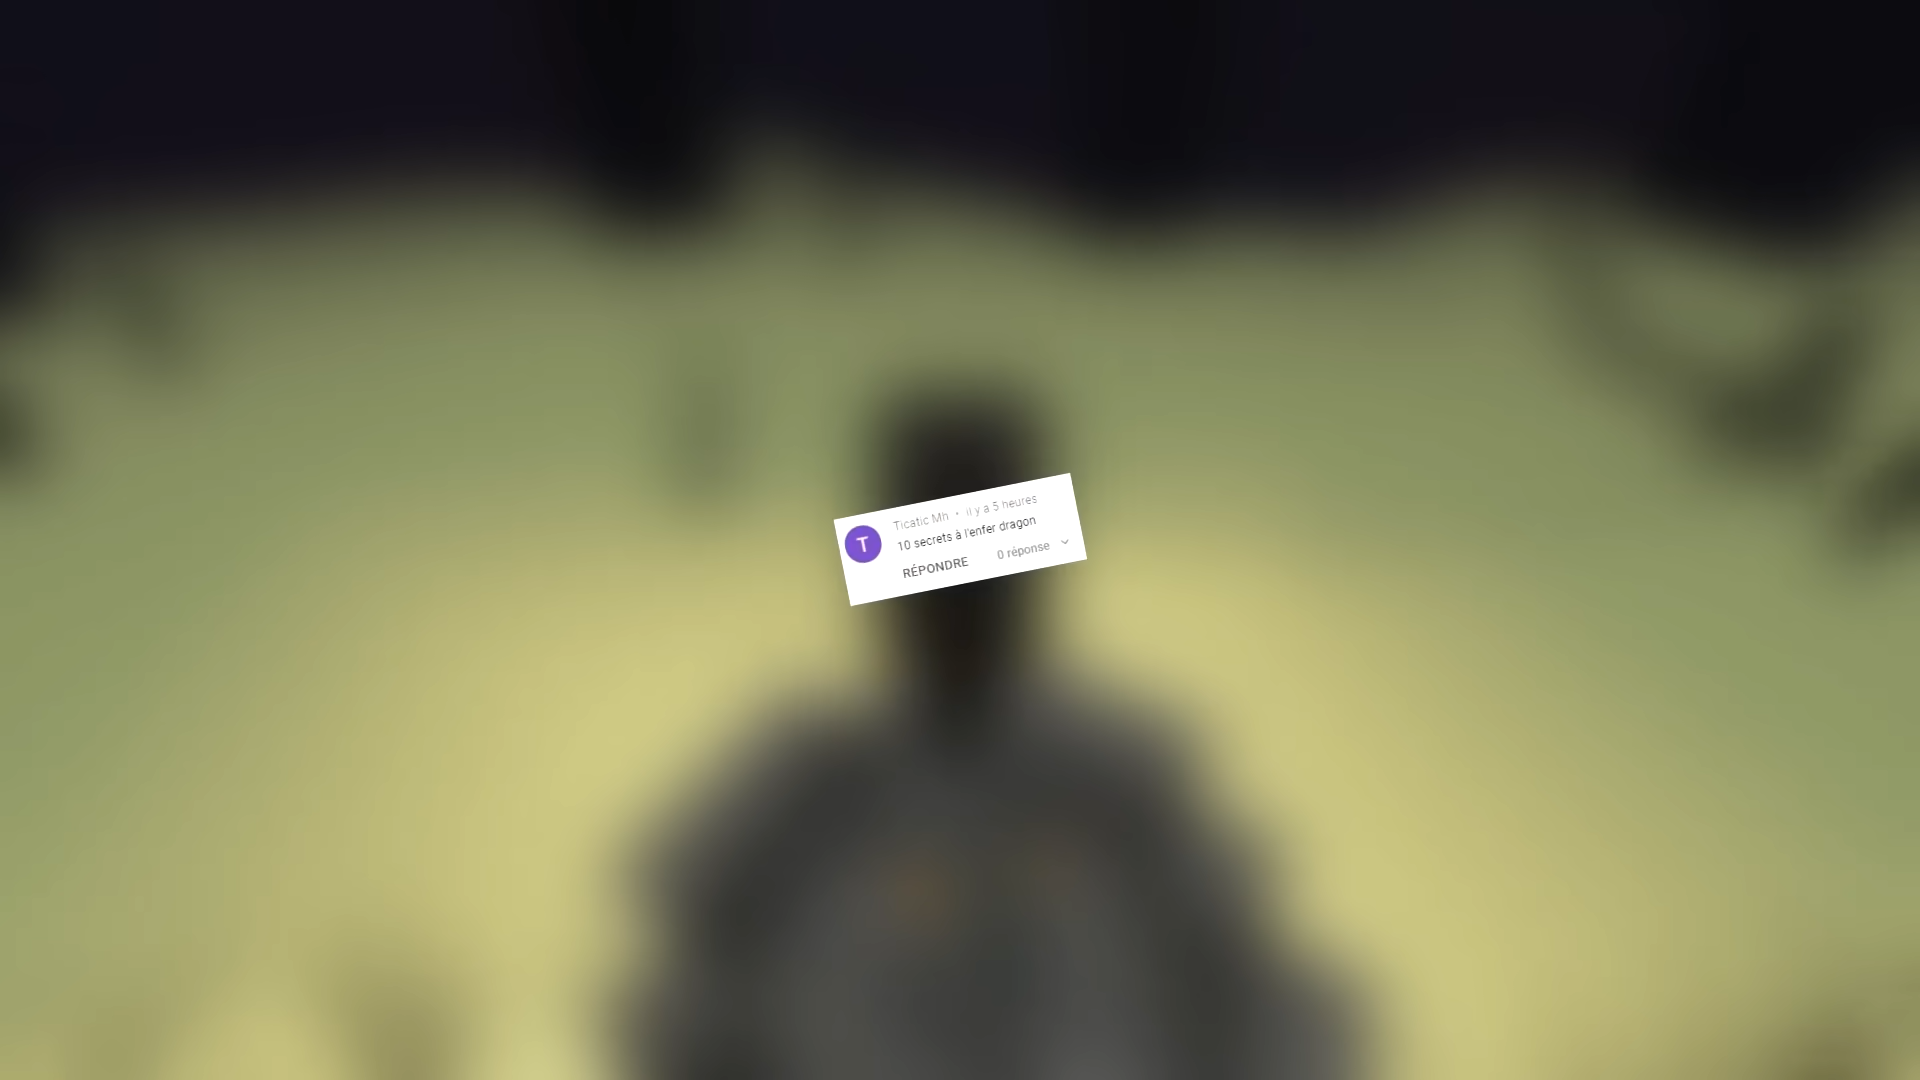 Ticatic Mh • il y a 5 heures
T
10 secrets à l'enfer dragon
RÉPONDRE 0 réponse